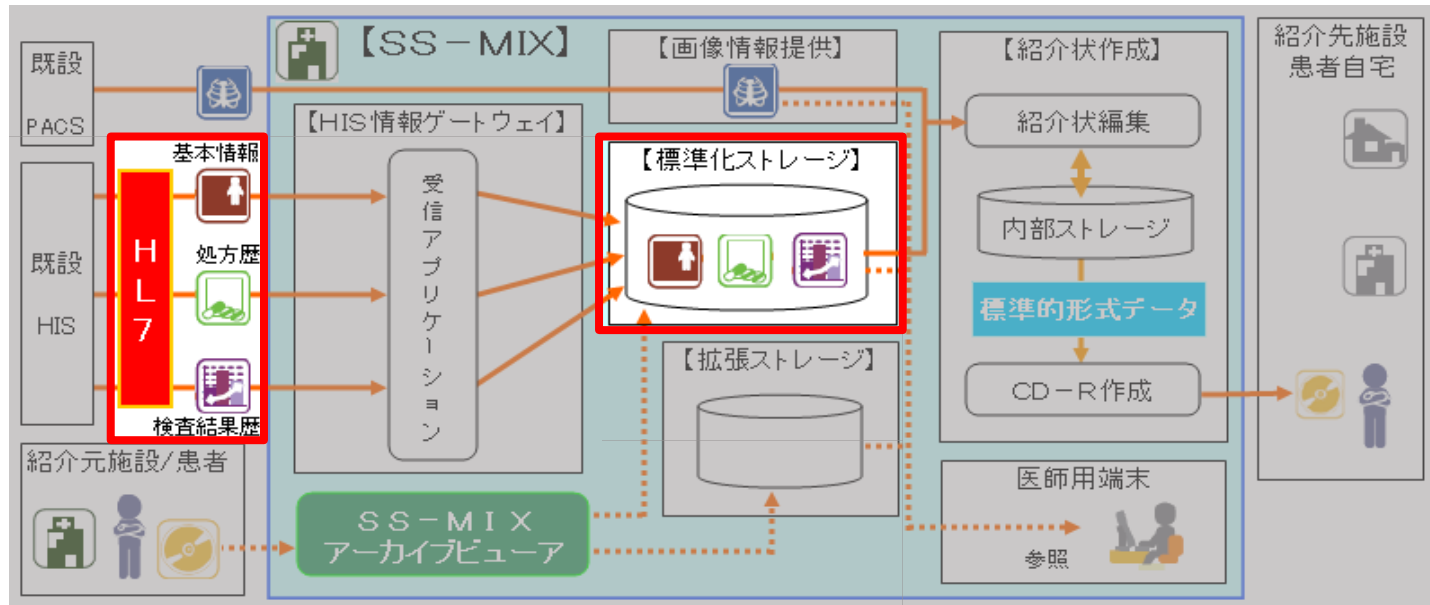 既設
PACS
既設
HIS
基本情報
HL7
処方歴
検査結果歴
紹介元施設/患者
【SS－MIX】
【HIS情報ゲートウェイ】
受信アプリケーション
SS－MIX
アーカイブビューア
【画像情報提供】
【標準化ストレージ】
【拡張ストレージ】
【紹介状作成】
紹介状編集
内部ストレージ
標準的形式データ
CD－R作成
医師用端末
参照
紹介先施設
患者自宅